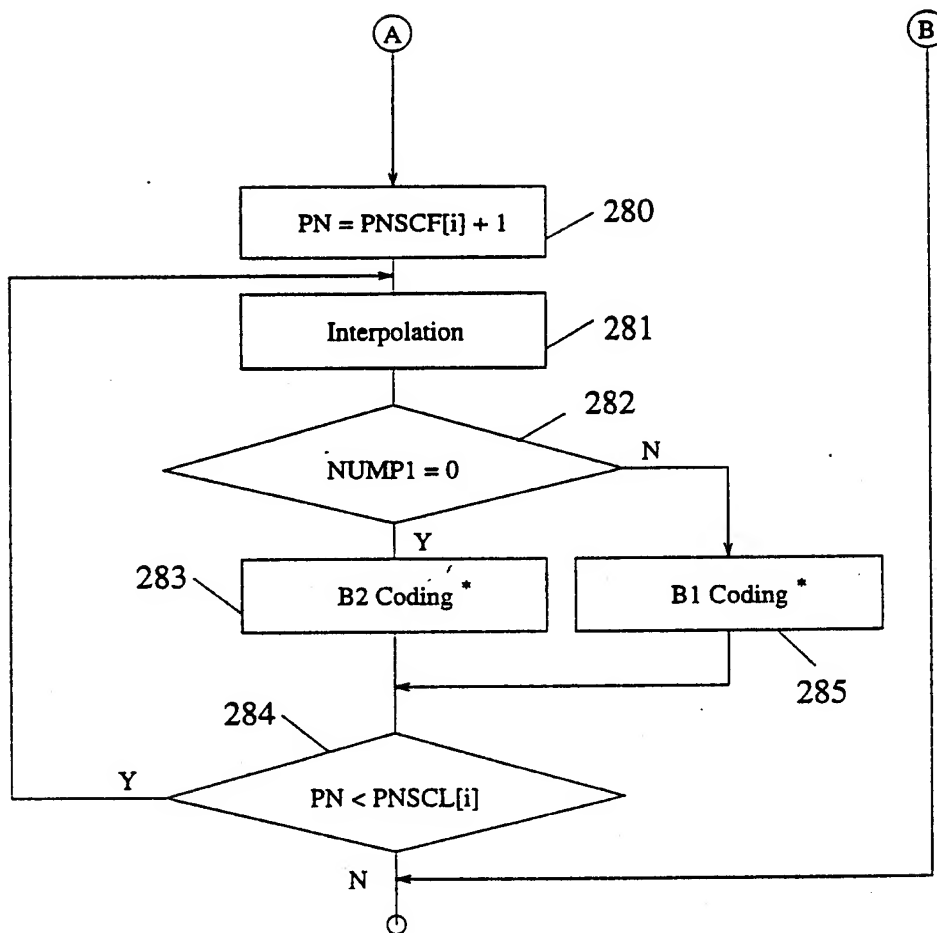 A
B
PN = PNSCF[i] + 1
280
Interpolation
281
282
NUMP1 = 0
N
Y
283
B2 Coding *
B1 Coding *
285
284
Y
PN < PNSCL[i]
N